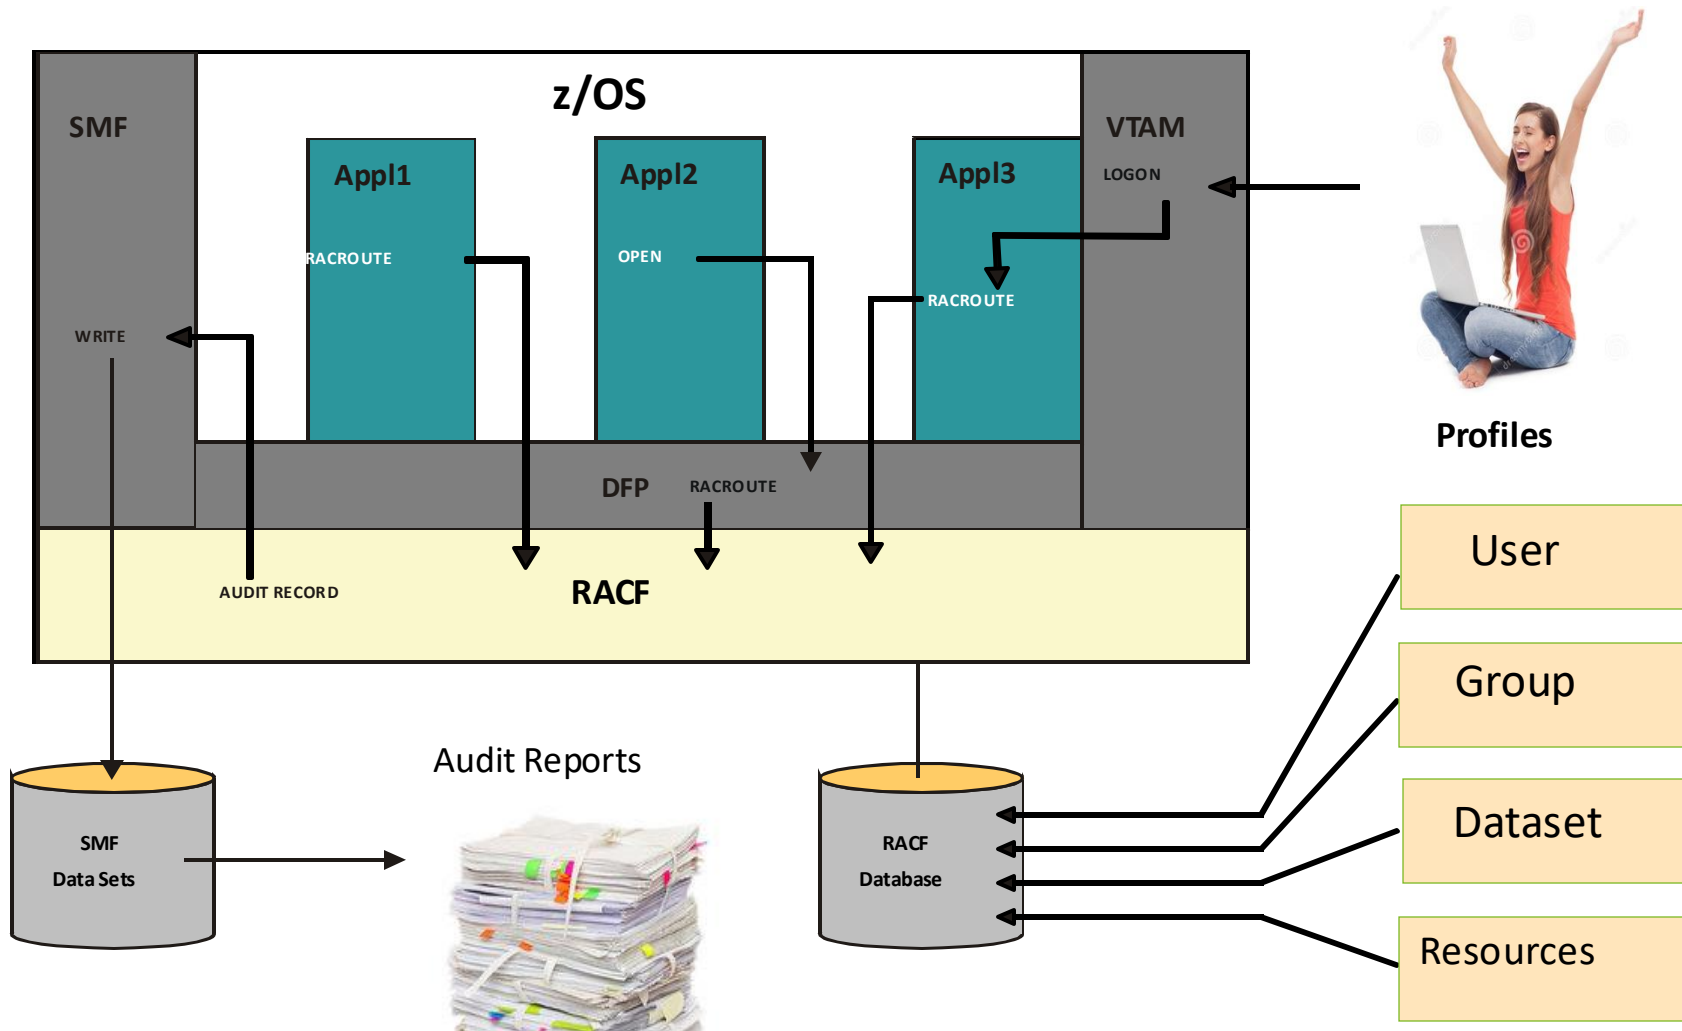 z/OS
SMF
VTAM
Appl1
Appl2
Appl3
LOGON
RACROUTE
OPEN
RACROUTE
WRITE
Profiles
DFP
RACROUTE
User
AUDIT RECORD
RACF
Group
Audit Reports
Dataset
SMF
Data Sets
RACF
Database
Resources